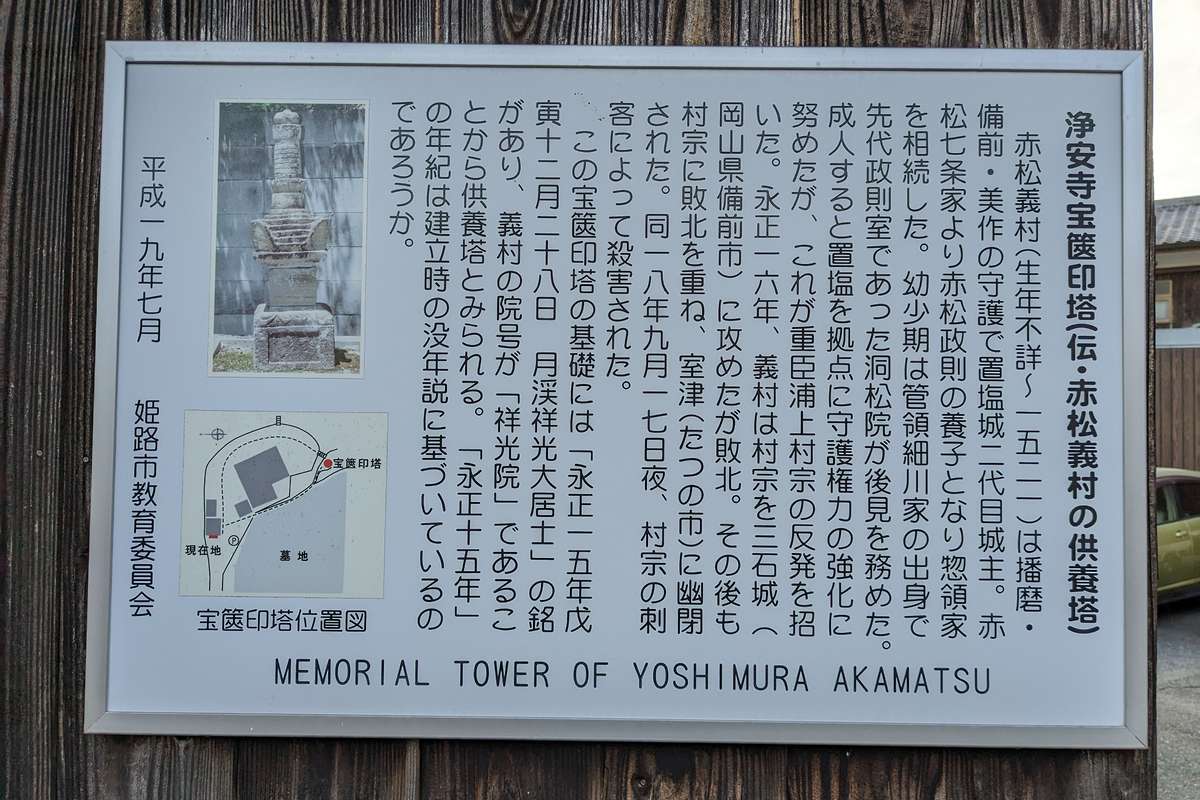 浄安寺宝篋印塔(伝・赤松義村の供養塔)
赤松義村(生年不詳～一五二一)は播磨・
備前・美作の守護で置塩城二代目城主。赤
松七条家より赤松政則の養子となり惣領家
を相続した。幼少期は管領細川家の出身で
先代政則室であった洞松院が後見を務めた。
成人すると置塩を拠点に守護権力の強化に
努めたが、これが重臣浦上村宗の反発を招
いた。永正一六年、義村は村宗を三石城(
岡山県備前市)に攻めたが敗北。その後も
村宗に敗北を重ね、室津(たつの市)に幽閉
された。同一八年九月一七日夜、村宗の刺
客によって殺害された。
この宝篋印塔の基礎には「永正一五年戊
寅十二月二十八日 月渓祥光大居士」の銘
があり、義村の院号が「祥光院」であるこ
とから供養塔とみられる。「永正十五年」
の年紀は建立時の没年説に基づいているの
であろうか。
平成一九年七月 姫路市教育委員会
宝篋印塔
現在地
P
墓地
宝篋印塔位置図
MEMORIAL TOWER OF YOSHIMURA AKAMATSU